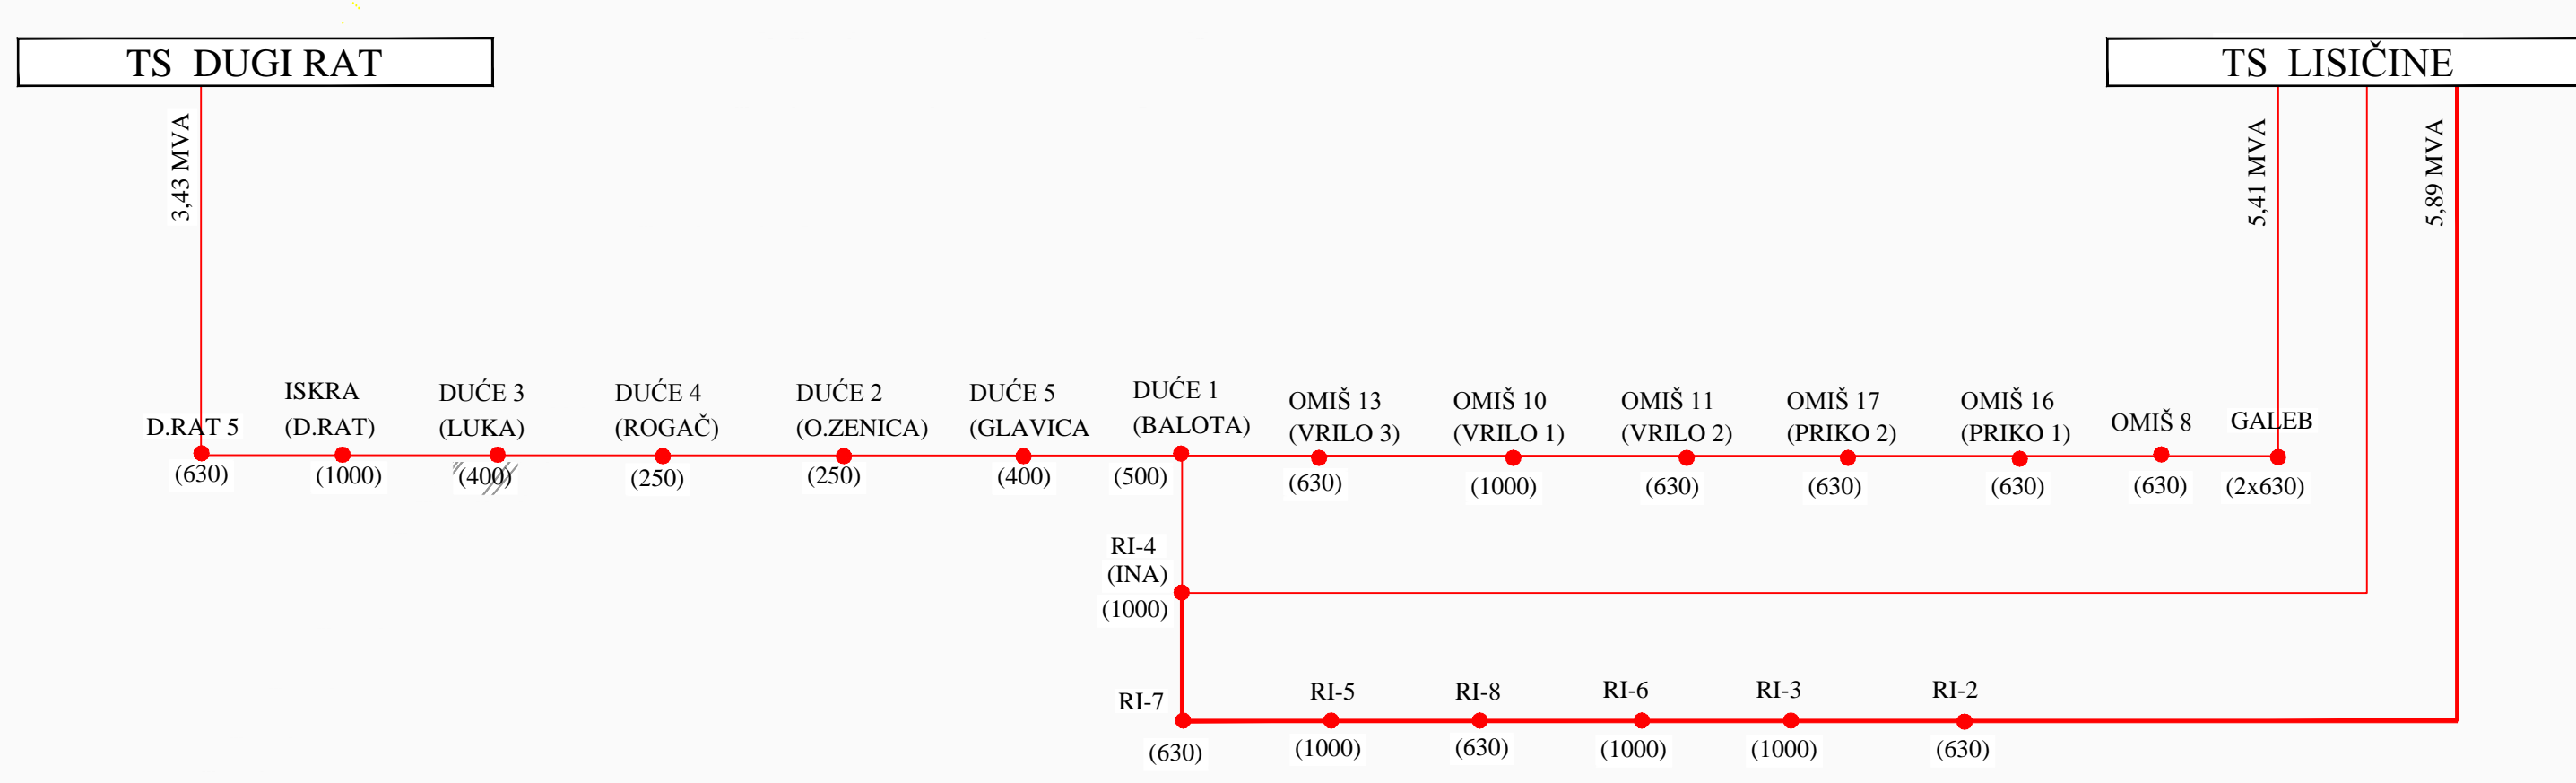 TS DUGI RAT
TS LISIČINE
3,43 MVA
5,41 MVA
5,89 MVA
D.RAT 5
(630)
ISKRA
(D.RAT)
(1000)
DUĆE 3
(LUKA)
(400)
DUĆE 4
(ROGAČ)
(250)
DUĆE 2
(O.ZENICA)
(250)
DUĆE 5
(GLAVICA
(400)
DUĆE 1
(BALOTA)
(500)
OMIŠ 13
(VRILO 3)
(630)
OMIŠ 10
(VRILO 1)
(1000)
OMIŠ 11
(VRILO 2)
(630)
OMIŠ 17
(PRIKO 2)
(630)
OMIŠ 16
(PRIKO 1)
(630)
OMIŠ 8
(630)
GALEB
(2x630)
RI-4
(INA)
(1000)
RI-7
(630)
RI-5
(1000)
RI-8
(630)
RI-6
(1000)
RI-3
(1000)
RI-2
(630)